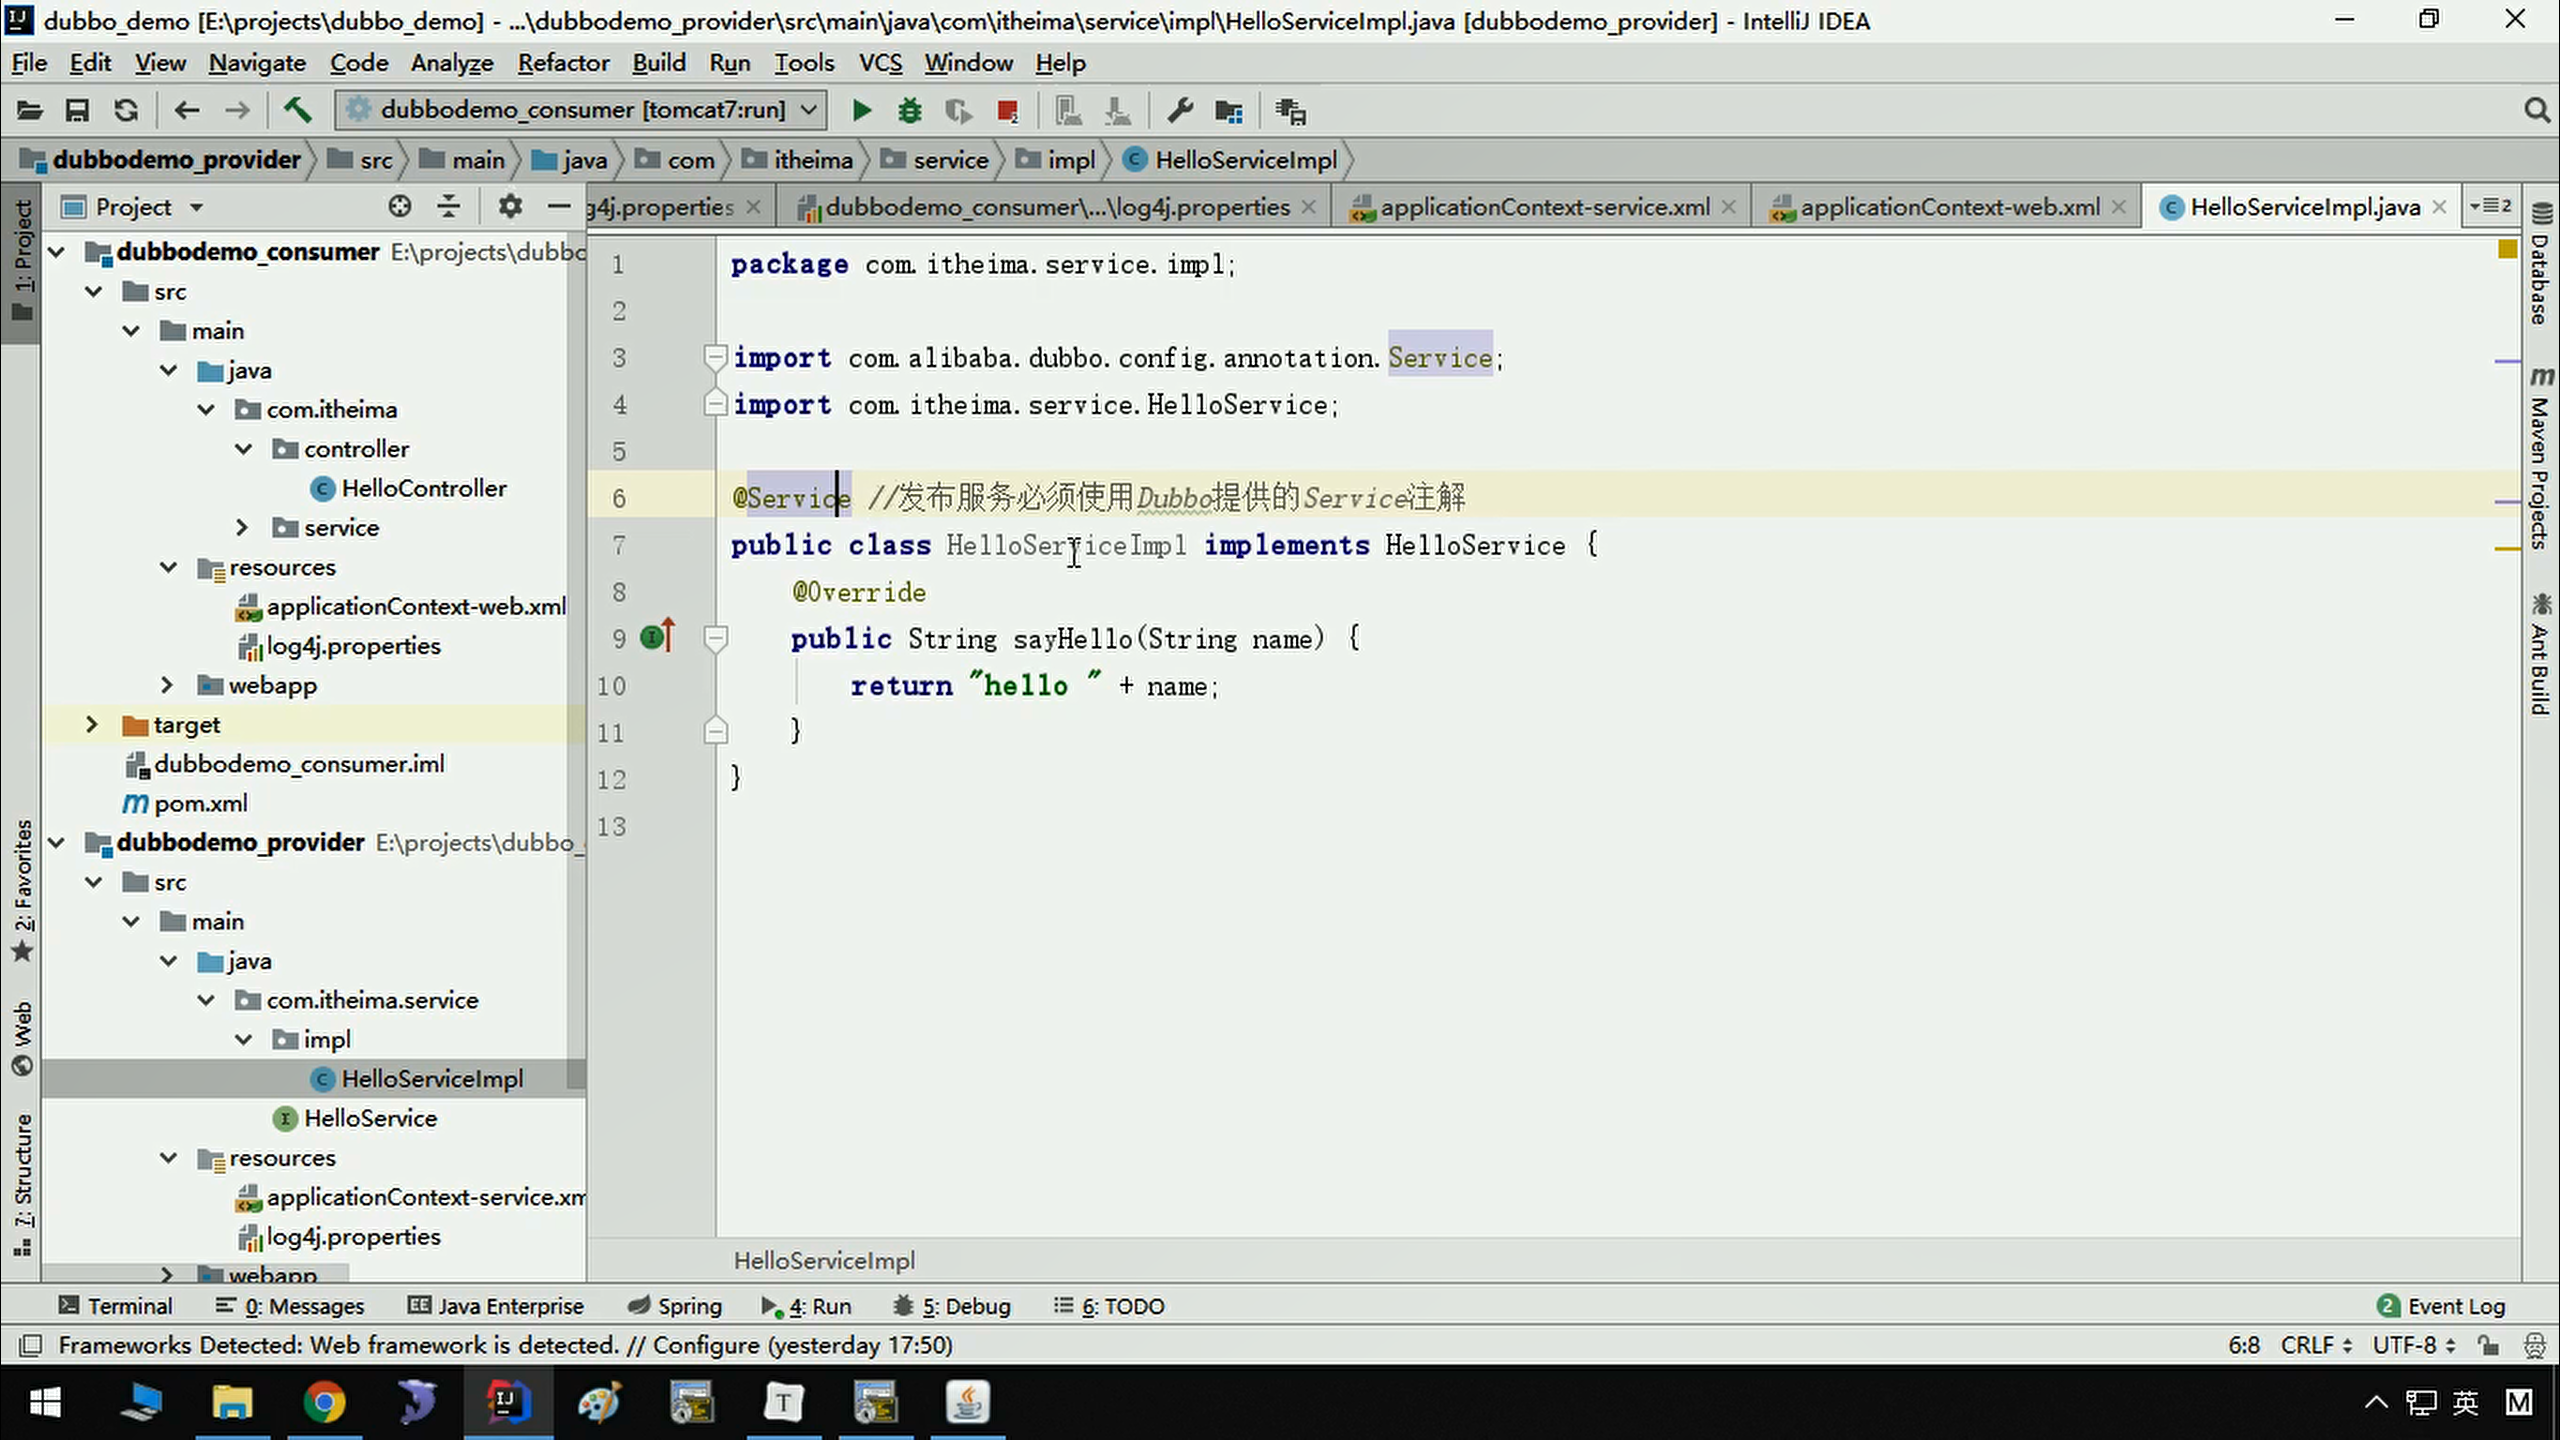 dubbo_demo [E:\projects\dubbo_demo] - ...\dubbodemo_provider\src\main\java\com\itheima\service\impl\HelloServiceImpl.java [dubbodemo_provider] - IntelliJ IDEA
File Edit View Navigate Code Analyze Refactor Build Run Tools VCS Window Help
dubbodemo_consumer [tomcat7:run]
dubbodemo_provider src main java com itheima service impl HelloServiceImpl
Project
g4j.properties dubbodemo_consumer\...\log4j.properties applicationContext-service.xml applicationContext-web.xml HelloServiceImpl.java 2
1: Project
2: Favorites
Web
7: Structure
dubbodemo_consumer E:\projects\dubbo
src
main
java
com.itheima
controller
HelloController
service
resources
applicationContext-web.xml
log4j.properties
webapp
target
dubbodemo_consumer.iml
pom.xml
dubbodemo_provider E:\projects\dubbo_
src
main
java
com.itheima.service
impl
HelloServiceImpl
HelloService
resources
applicationContext-service.xm
log4j.properties
webapp
1 package com.itheima.service.impl;
2
3 import com.alibaba.dubbo.config.annotation.Service;
4 import com.itheima.service.HelloService;
5
6 @Service //发布服务必须使用Dubbo提供的Service注解
7 public class HelloServiceImpl implements HelloService {
8 @Override
9 public String sayHello(String name) {
10 return "hello " + name;
11 }
12 }
13
HelloServiceImpl
Database
Maven Projects
Ant Build
Terminal 0: Messages Java Enterprise Spring 4: Run 5: Debug 6: TODO 2 Event Log
Frameworks Detected: Web framework is detected. // Configure (yesterday 17:50) 6:8 CRLF UTF-8
英 M